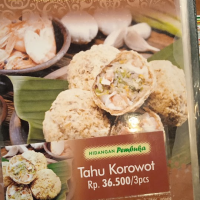 HIDANGAN Pembuka
Tahu Korowot
Rp. 36.500/3pcs